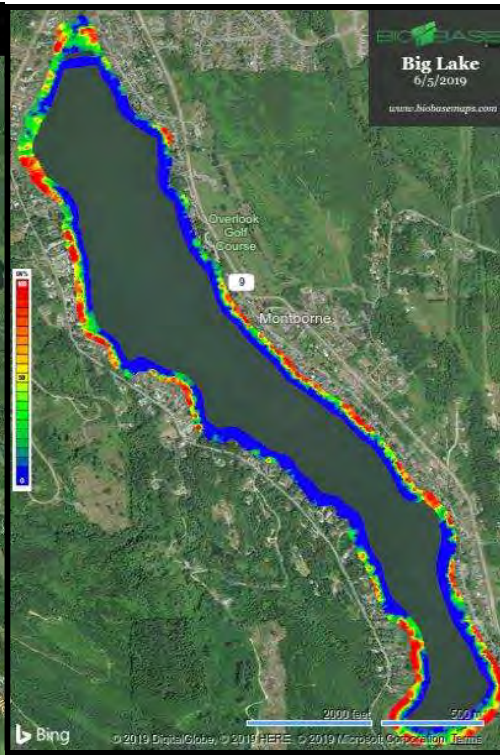 BIOBASE
Big Lake
6/5/2019
www.biobasemaps.com
Overlook
Golf
Course
9
Montborne
BV%
100
50
0
2000 feet
500 m
Bing
© 2019 DigitalGlobe, © 2019 HERE, © 2019 Microsoft Corporation Terms